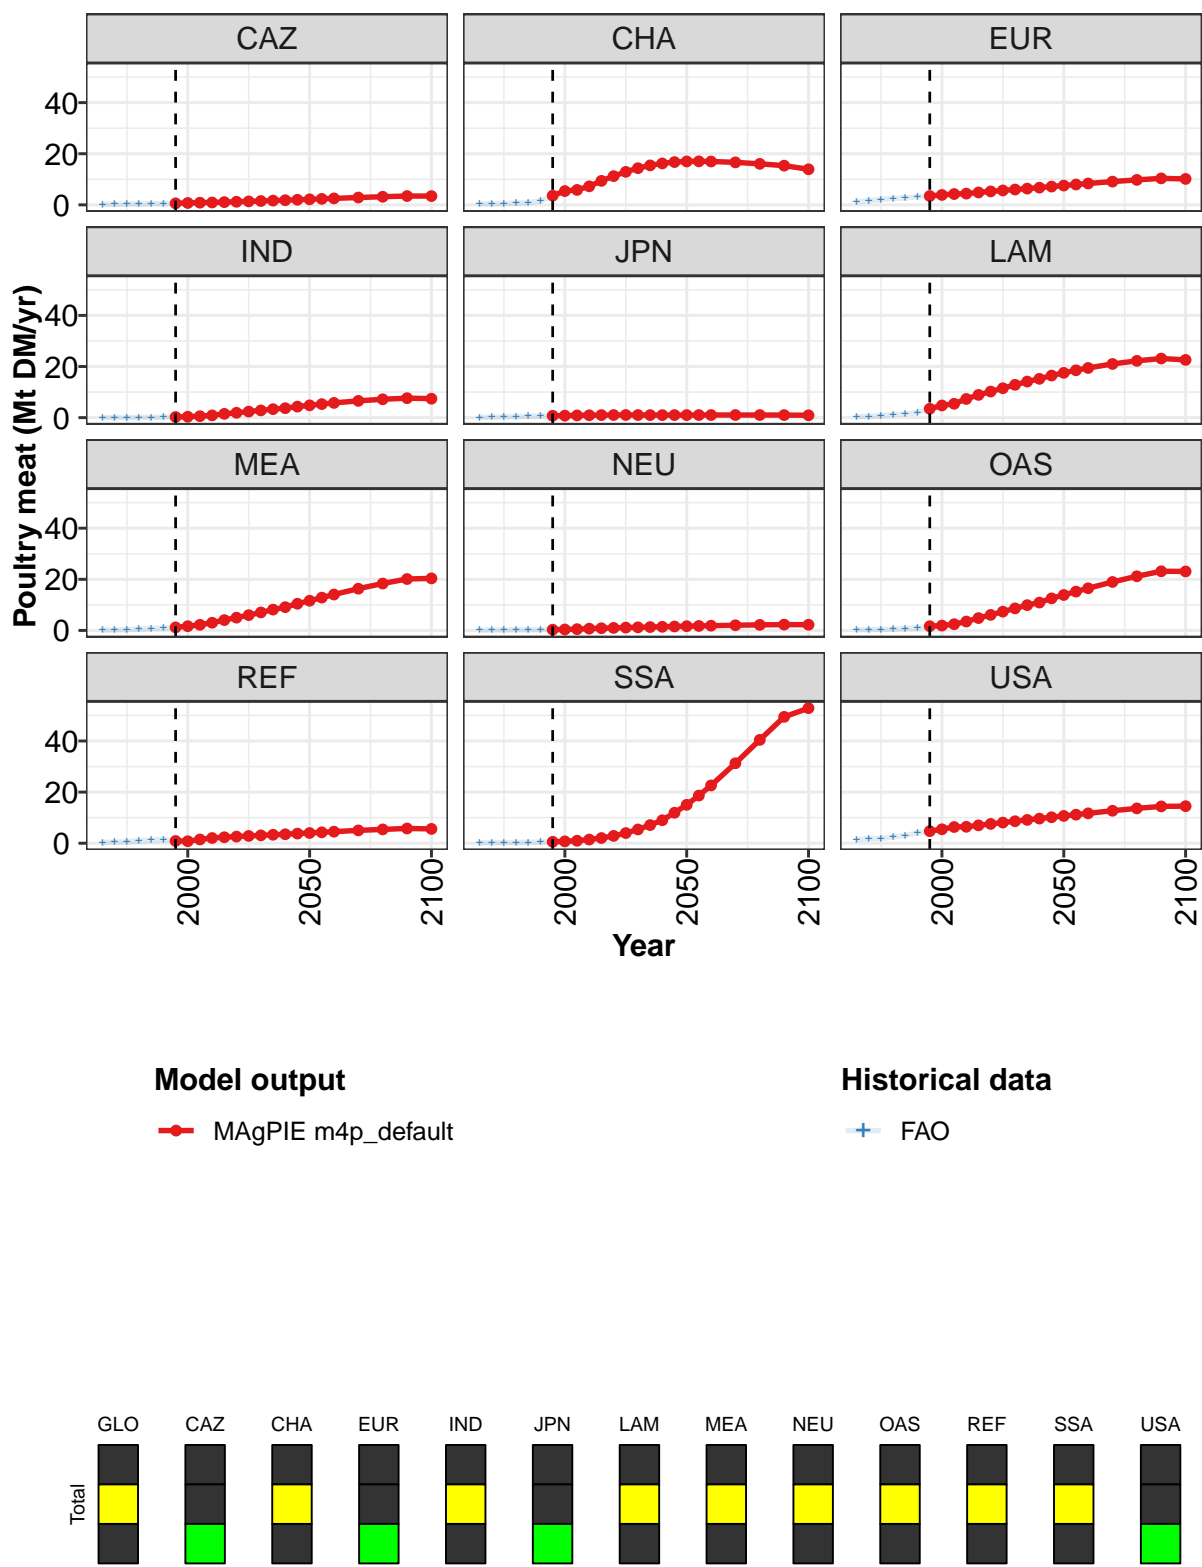 CAZ CHA EUR
40
20
0
IND JPN LAM
40
20
0
MEA NEU OAS
40
20
0
REF SSA USA
40
20
0
Poultry meat (Mt DM/yr)
2000 2050 2100 2000 2050 2100 2000 2050 2100
Year
Model output Historical data
MAgPIE m4p_default FAO
GLO CAZ CHA EUR IND JPN LAM MEA NEU OAS REF SSA USA
Total